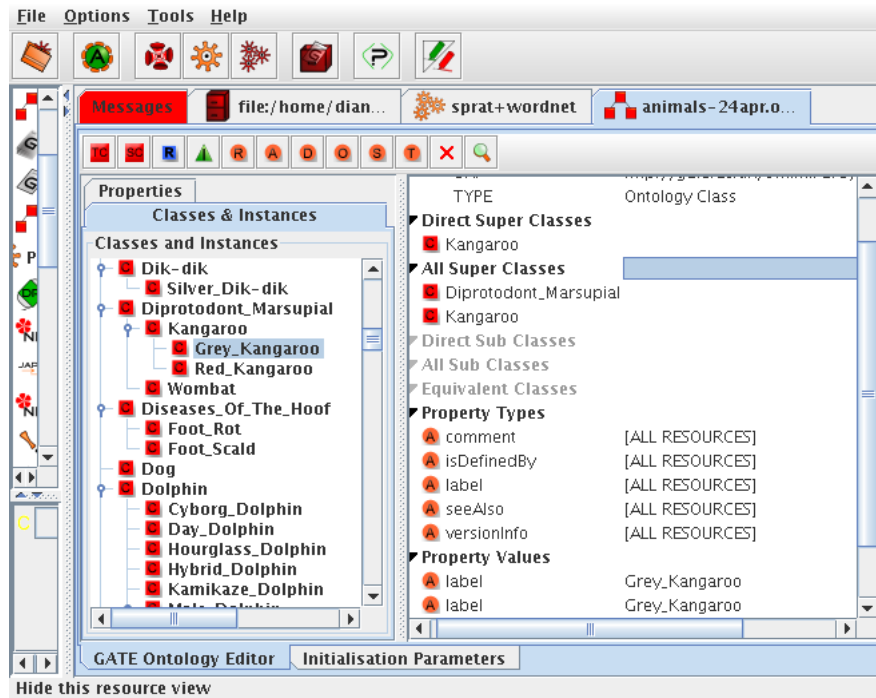 File Options Tools Help
Messages file:/home/dian... sprat+wordnet animals-24apr.o...
TC SC R R A D O S T
Properties
Classes & Instances
Classes and Instances
Dik-dik
Silver_Dik-dik
Diprotodont_Marsupial
Kangaroo
Grey_Kangaroo
Red_Kangaroo
Wombat
Diseases_Of_The_Hoof
Foot_Rot
Foot_Scald
Dog
Dolphin
Cyborg_Dolphin
Day_Dolphin
Hourglass_Dolphin
Hybrid_Dolphin
Kamikaze_Dolphin
TYPE Ontology Class
Direct Super Classes
Kangaroo
All Super Classes
Diprotodont_Marsupial
Kangaroo
Direct Sub Classes
All Sub Classes
Equivalent Classes
Property Types
comment [ALL RESOURCES]
isDefinedBy [ALL RESOURCES]
label [ALL RESOURCES]
seeAlso [ALL RESOURCES]
versionInfo [ALL RESOURCES]
Property Values
label Grey_Kangaroo
label Grey_Kangaroo
GATE Ontology Editor Initialisation Parameters
Hide this resource view